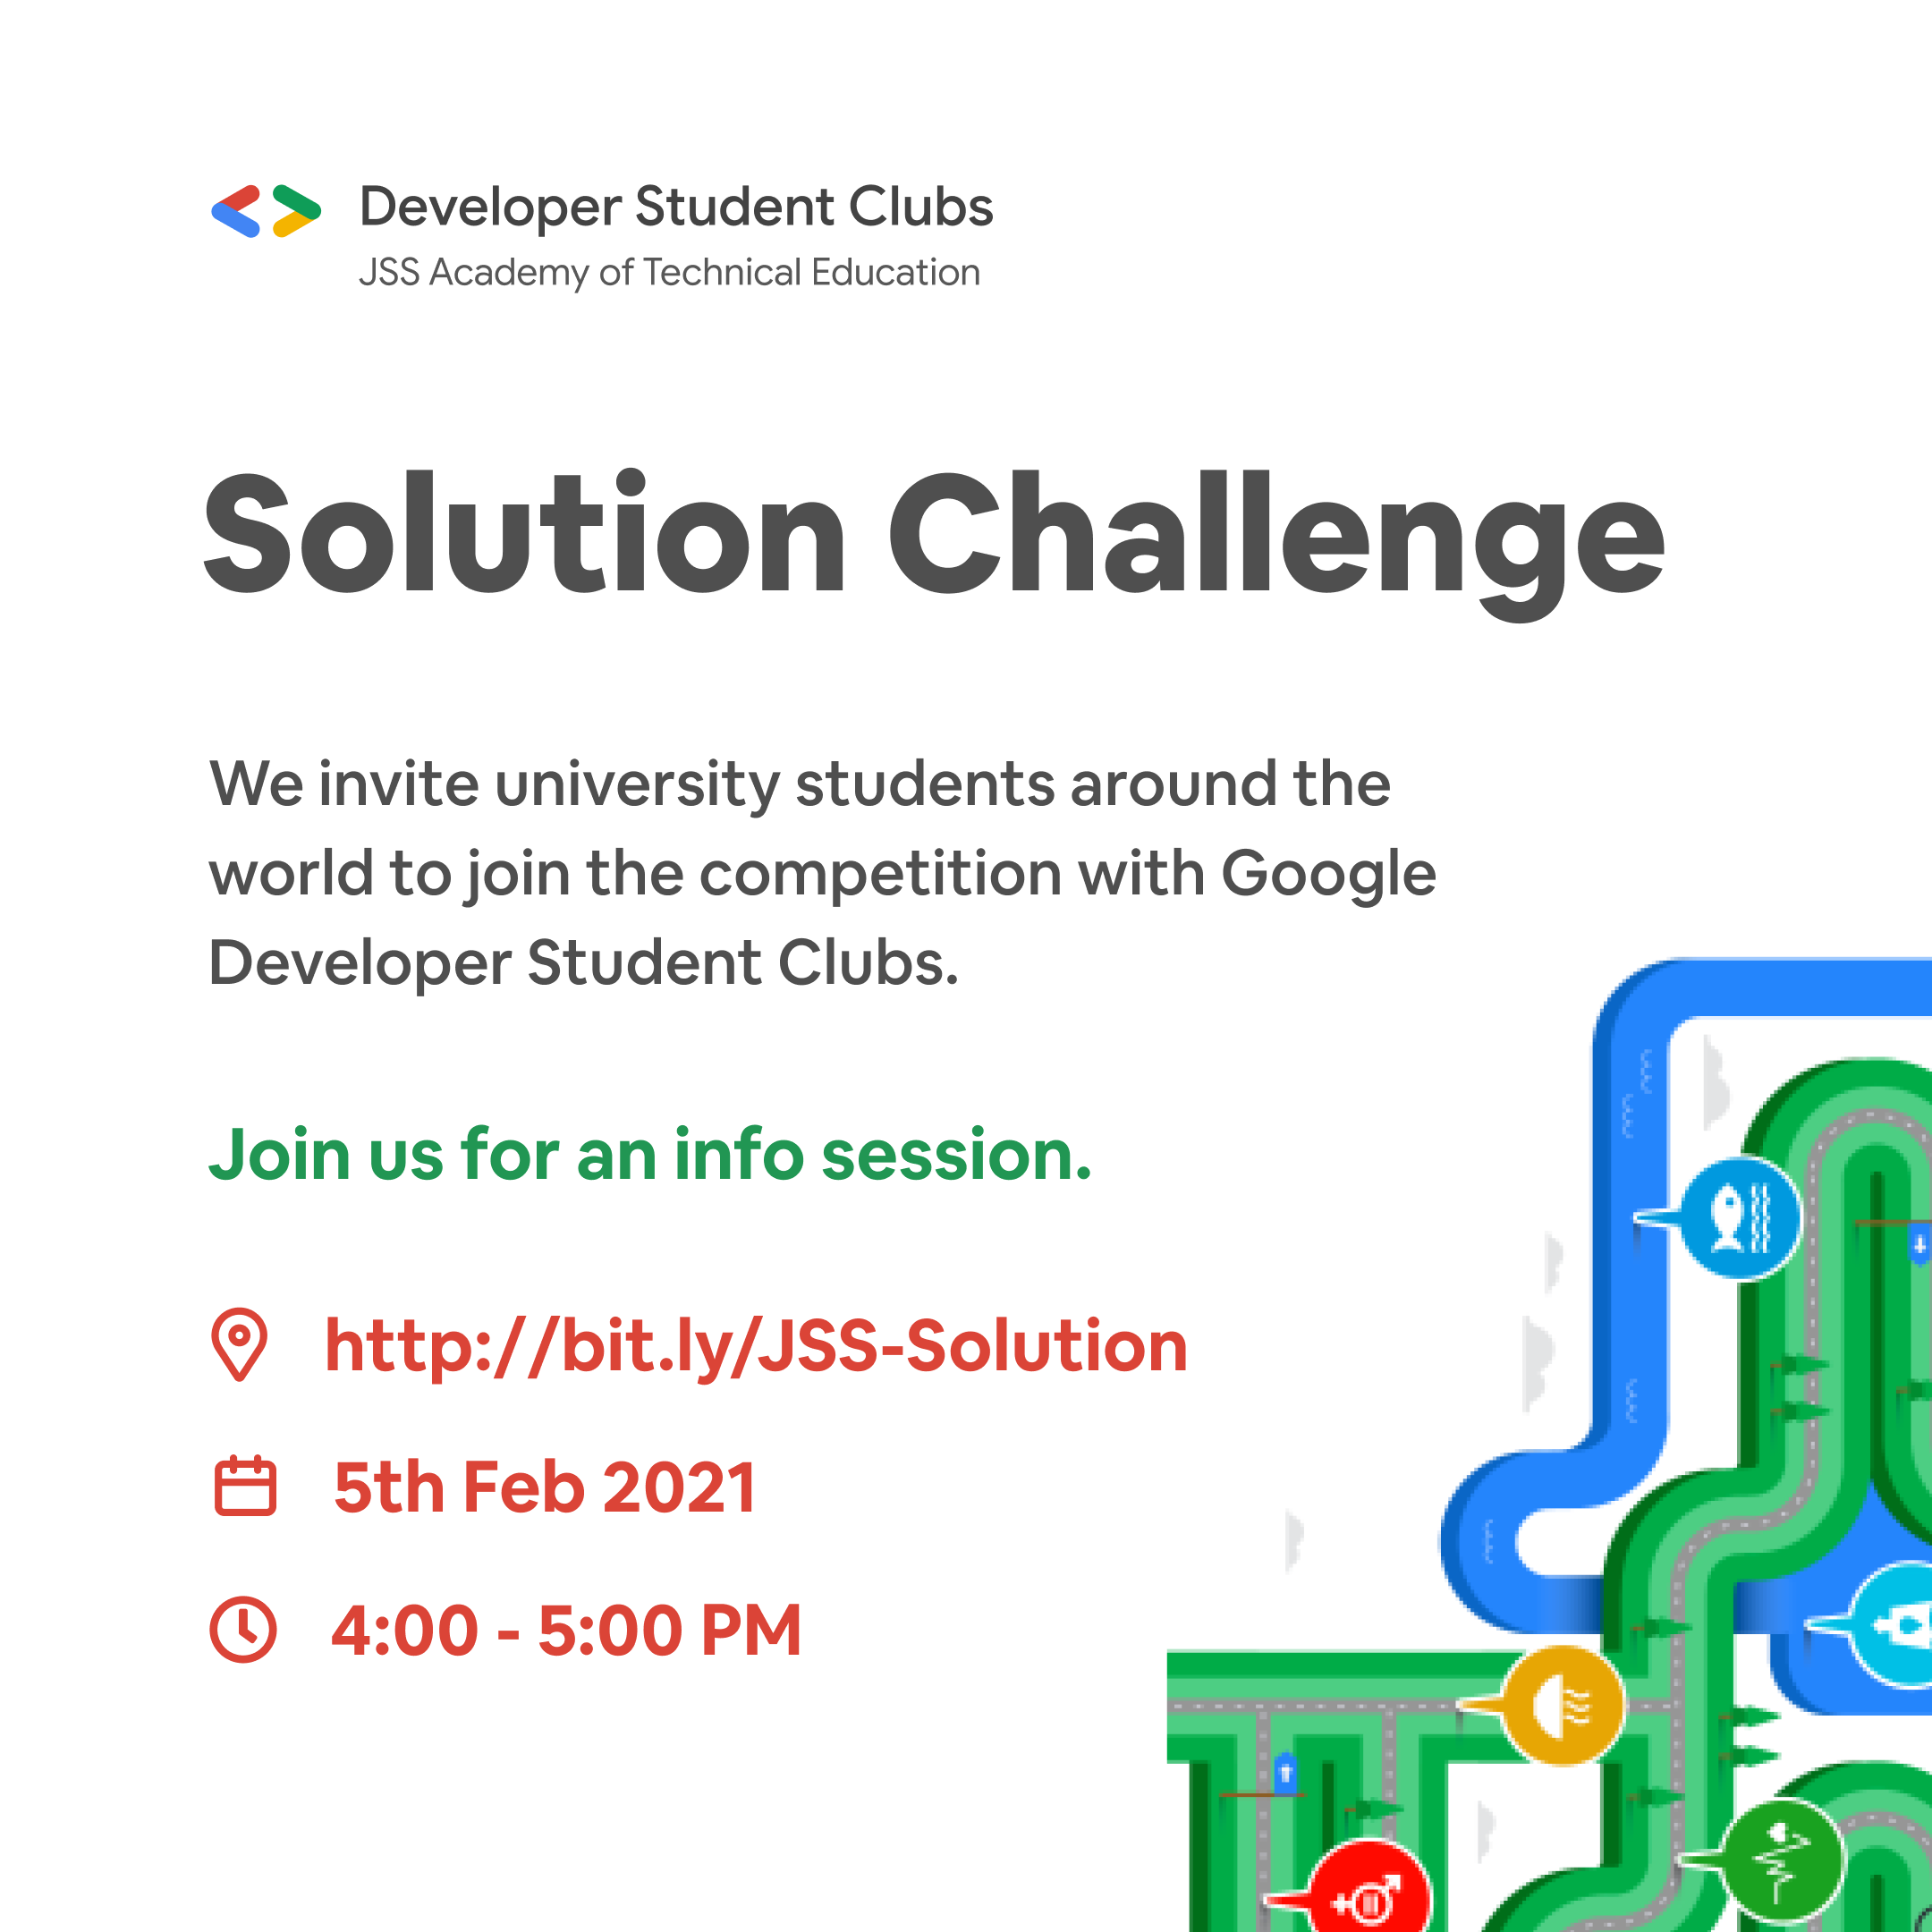 Developer Student Clubs
JSS Academy of Technical Education
Solution Challenge
We invite university students around the
world to join the competition with Google
Developer Student Clubs.
Join us for an info session.
http://bit.ly/JSS-Solution
5th Feb 2021
4:00 - 5:00 PM